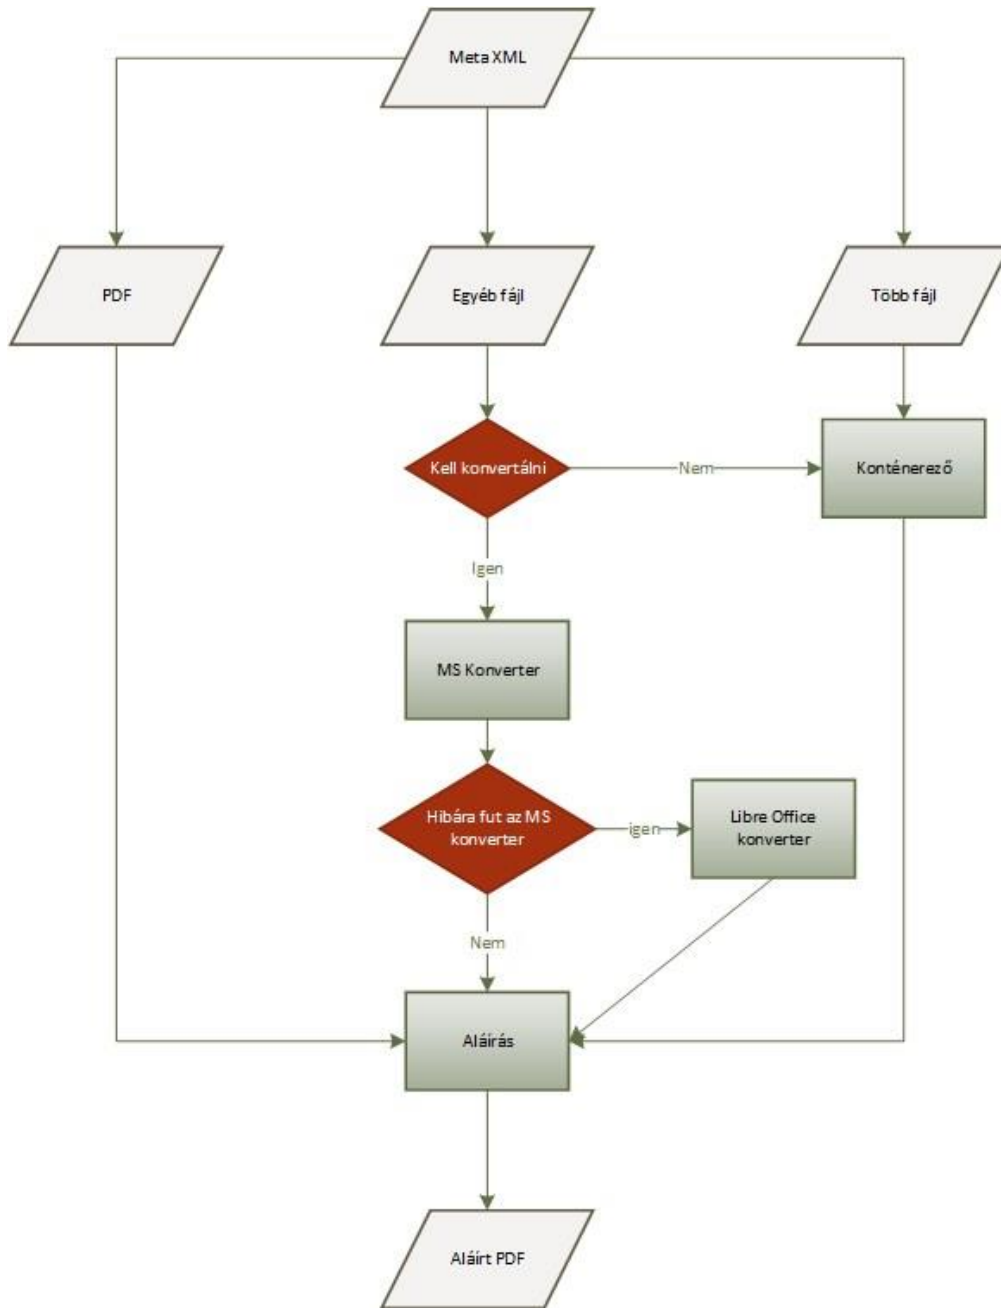 Meta XML
PDF
Egyéb fájl
Több fájl
Kell konvertálni
Nem
Konténerező
Igen
MS Konverter
Hibára fut az MS
konverter
igen
Libre Office
konverter
Nem
Aláírás
Aláírt PDF